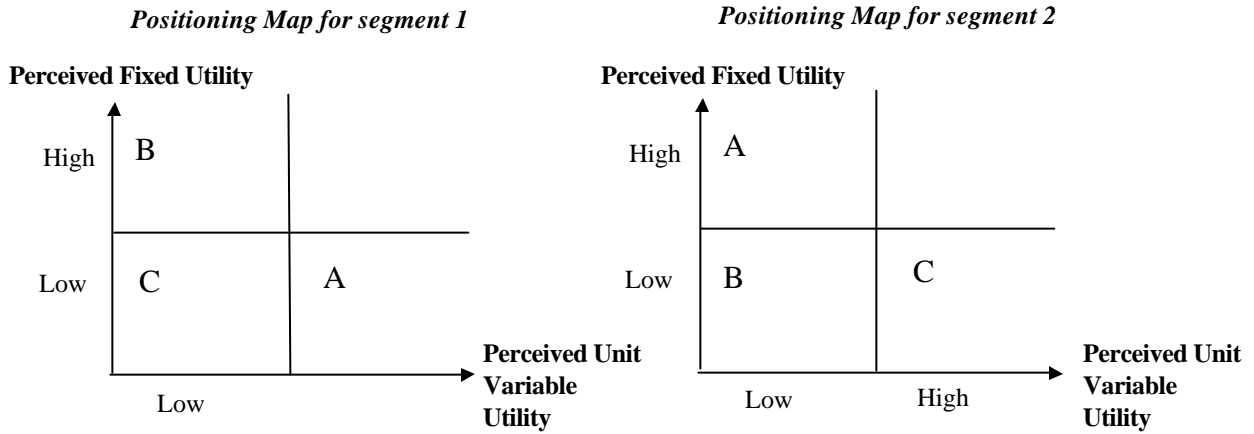 Positioning Map for segment 1
Perceived Fixed Utility
High
B
Low
C
A
Low
Perceived Unit
Variable
Utility
Positioning Map for segment 2
Perceived Fixed Utility
High
A
Low
B
C
Low
High
Perceived Unit
Variable
Utility